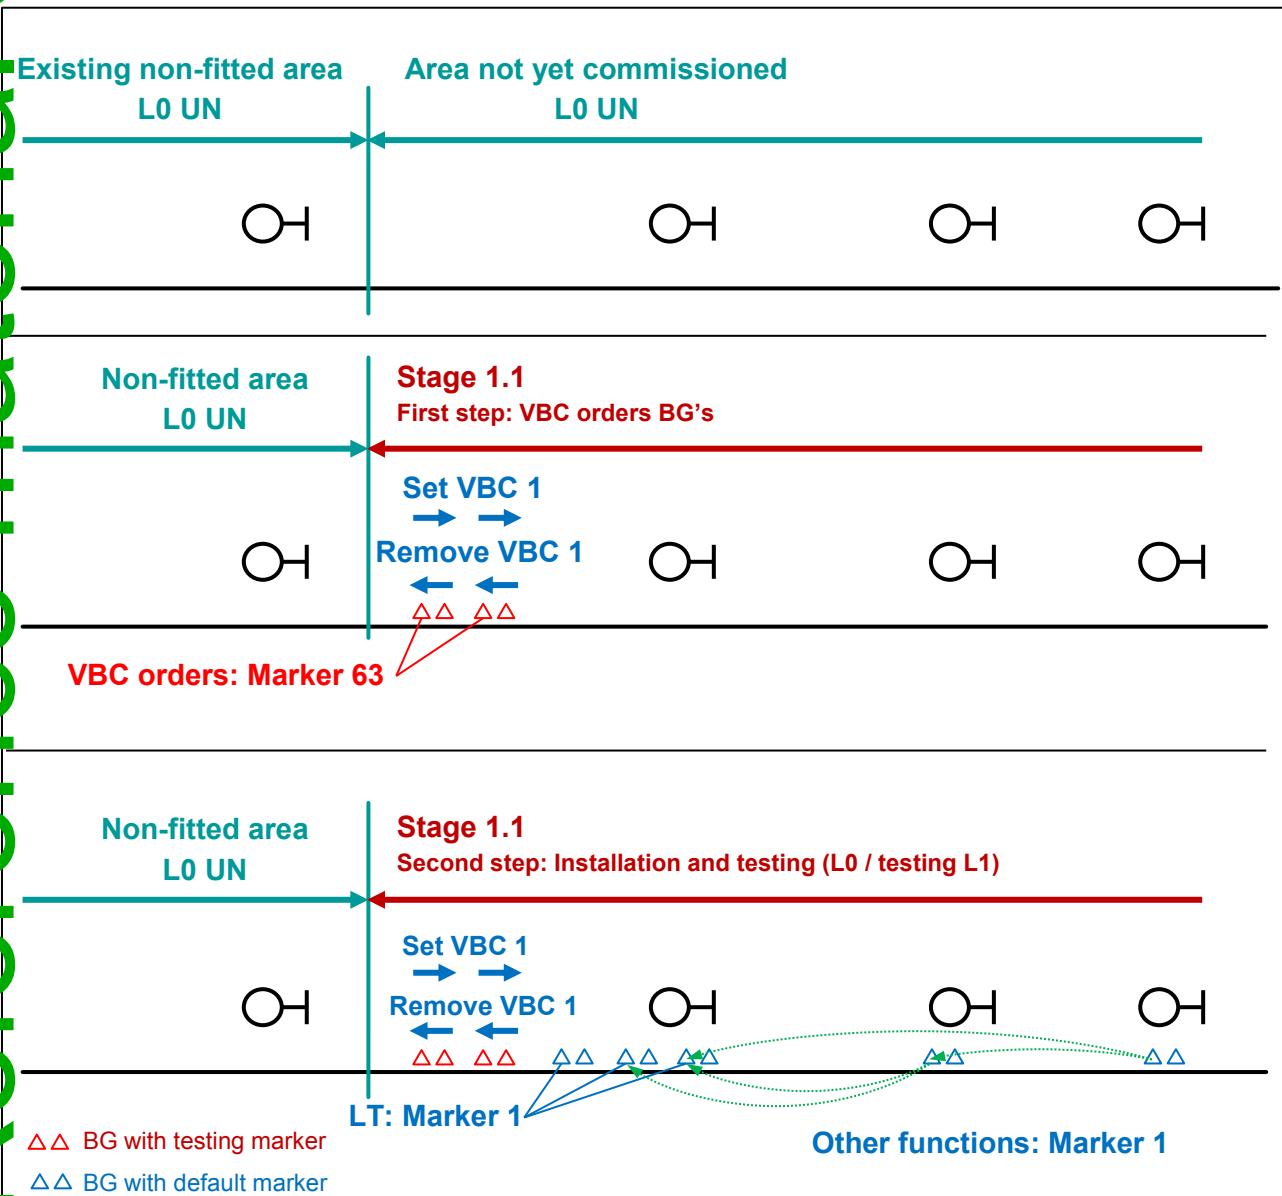 Existing non-fitted area
L0 UN
Area not yet commissioned
L0 UN
Non-fitted area
L0 UN
Stage 1.1
First step: VBC orders BG's
Set VBC 1
Remove VBC 1
VBC orders: Marker 63
Non-fitted area
L0 UN
Stage 1.1
Second step: Installation and testing (L0 / testing L1)
Set VBC 1
Remove VBC 1
LT: Marker 1
Other functions: Marker 1
BG with testing marker
BG with default marker